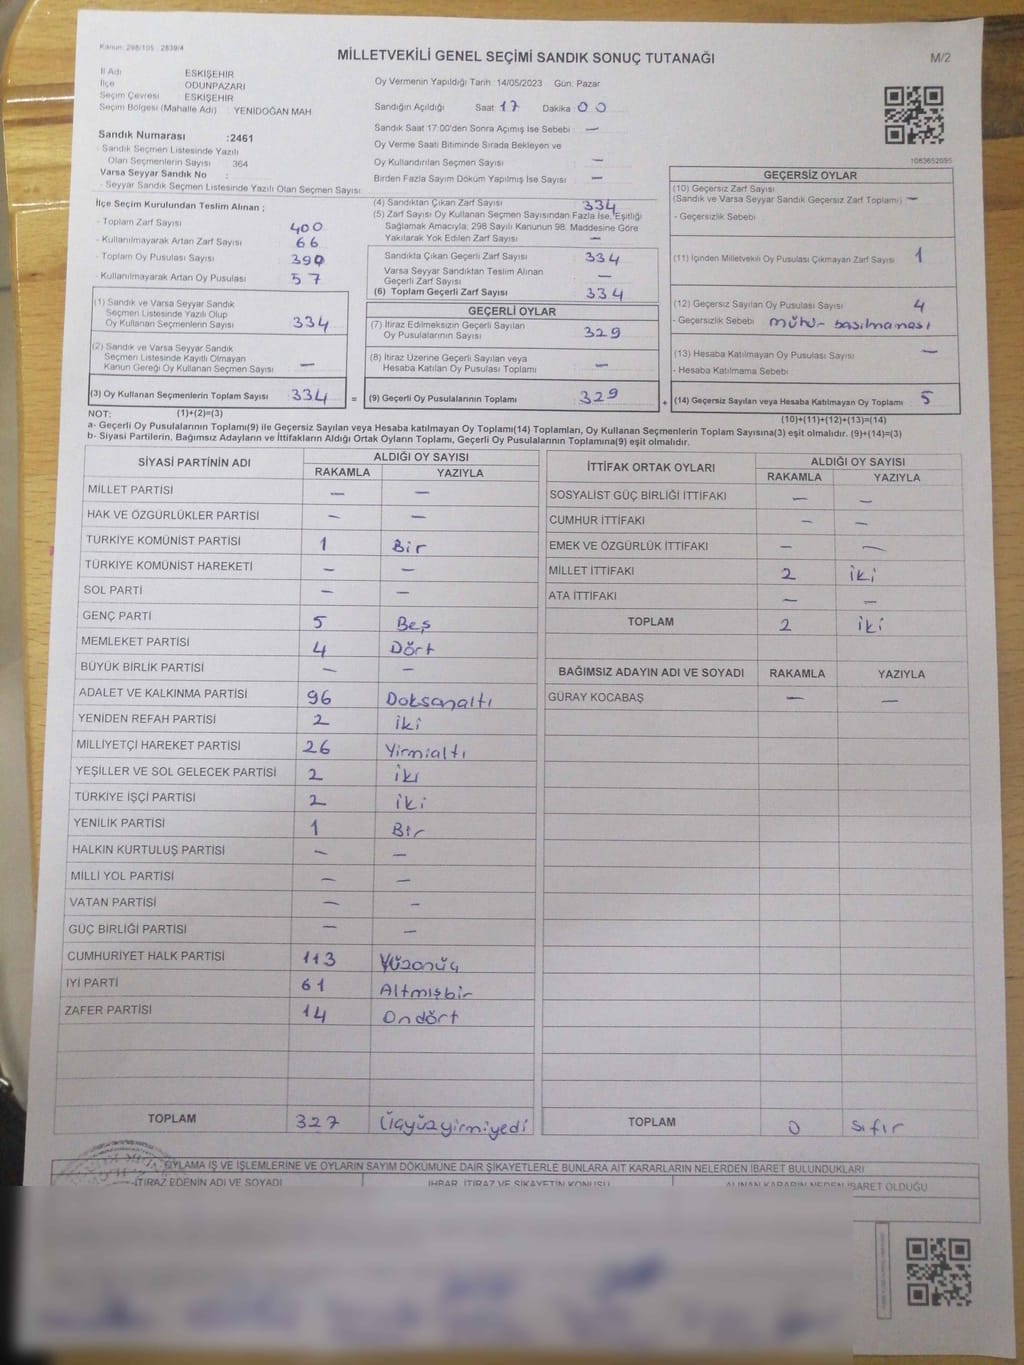 Kanun: 298/105 : 2839/4
MİLLETVEKİLİ GENEL SEÇİMİ SANDIK SONUÇ TUTANAĞI
M/2
İl Adı ESKİŞEHİR
İlçe ODUNPAZARI
Seçim Çevresi ESKİŞEHİR
Seçim Bölgesi (Mahalle Adı) : YENİDOĞAN MAH
Sandık Numarası :2461
- Sandık Seçmen Listesinde Yazılı
Olan Seçmenlerin Sayısı : 364
Varsa Seyyar Sandık No :
- Seyyar Sandık Seçmen Listesinde Yazılı Olan Seçmen Sayısı :
Oy Vermenin Yapıldığı Tarih 14/05/2023 Gün: Pazar
Sandığın Açıldığı Saat 17 Dakika 00
Sandık Saat 17:00'den Sonra Açımış İse Sebebi —
Oy Verme Saati Bitiminde Sırada Bekleyen ve
Oy Kullandırılan Seçmen Sayısı —
Birden Fazla Sayım Döküm Yapılmış İse Sayısı —
1083652095
İlçe Seçim Kurulundan Teslim Alınan ;
- Toplam Zarf Sayısı 400
- Kullanılmayarak Artan Zarf Sayısı 66
- Toplam Oy Pusulası Sayısı 390
- Kullanılmayarak Artan Oy Pusulası 57
(4) Sandıktan Çıkan Zarf Sayısı 334
(5) Zarf Sayısı Oy Kullanan Seçmen Sayısından Fazla İse, Eşitliği
Sağlamak Amacıyla, 298 Sayılı Kanunun 98. Maddesine Göre
Yakılarak Yok Edilen Zarf Sayısı —
Sandıkta Çıkan Geçerli Zarf Sayısı 334
Varsa Seyyar Sandıktan Teslim Alınan
Geçerli Zarf Sayısı —
(6) Toplam Geçerli Zarf Sayısı 334
GEÇERSİZ OYLAR
(10) Geçersiz Zarf Sayısı
(Sandık ve Varsa Seyyar Sandık Geçersiz Zarf Toplamı) —
- Geçersizlik Sebebi
(11) İçinden Milletvekili Oy Pusulası Çıkmayan Zarf Sayısı 1
(12) Geçersiz Sayılan Oy Pusulası Sayısı 4
- Geçersizlik Sebebi mühür basılmaması
(13) Hesaba Katılmayan Oy Pusulası Sayısı —
- Hesaba Katılmama Sebebi
(1) Sandık ve Varsa Seyyar Sandık
Seçmen Listesinde Yazılı Olup
Oy Kullanan Seçmenlerin Sayısı 334
(2) Sandık ve Varsa Seyyar Sandık
Seçmen Listesinde Kayıtlı Olmayan
Kanun Gereği Oy Kullanan Seçmen Sayısı —
GEÇERLİ OYLAR
(7) İtiraz Edilmeksizin Geçerli Sayılan
Oy Pusulalarının Sayısı 329
(8) İtiraz Üzerine Geçerli Sayılan veya
Hesaba Katılan Oy Pusulası Toplamı —
(3) Oy Kullanan Seçmenlerin Toplam Sayısı 334 = (9) Geçerli Oy Pusulalarının Toplamı 329 + (14) Geçersiz Sayılan veya Hesaba Katılmayan Oy Toplamı 5
NOT: (1)+(2)=(3) (10)+(11)+(12)+(13)=(14)
a- Geçerli Oy Pusulalarının Toplamı(9) ile Geçersiz Sayılan veya Hesaba katılmayan Oy Toplamı(14) Toplamları, Oy Kullanan Seçmenlerin Toplam Sayısına(3) eşit olmalıdır. (9)+(14)=(3)
b- Siyasi Partilerin, Bağımsız Adayların ve İttifakların Aldığı Ortak Oyların Toplamı, Geçerli Oy Pusulalarının Toplamına(9) eşit olmalıdır.
SİYASİ PARTİNİN ADI ALDIĞI OY SAYISI
RAKAMLA YAZIYLA
MİLLET PARTİSİ — —
HAK VE ÖZGÜRLÜKLER PARTİSİ — —
TÜRKİYE KOMÜNİST PARTİSİ 1 Bir
TÜRKİYE KOMÜNİST HAREKETİ — —
SOL PARTİ — —
GENÇ PARTİ 5 Beş
MEMLEKET PARTİSİ 4 Dört
BÜYÜK BİRLİK PARTİSİ — —
ADALET VE KALKINMA PARTİSİ 96 Doksanaltı
YENİDEN REFAH PARTİSİ 2 iki
MİLLİYETÇİ HAREKET PARTİSİ 26 Yirmialtı
YEŞİLLER VE SOL GELECEK PARTİSİ 2 iki
TÜRKİYE İŞÇİ PARTİSİ 2 iki
YENİLİK PARTİSİ 1 Bir
HALKIN KURTULUŞ PARTİSİ — —
MİLLİ YOL PARTİSİ — —
VATAN PARTİSİ — —
GÜÇ BİRLİĞİ PARTİSİ — —
CUMHURİYET HALK PARTİSİ 113 Yüzonüç
İYİ PARTİ 61 Altmışbir
ZAFER PARTİSİ 14 Ondört
TOPLAM 327 Üçyüzyirmiyedi
İTTİFAK ORTAK OYLARI ALDIĞI OY SAYISI
RAKAMLA YAZIYLA
SOSYALİST GÜÇ BİRLİĞİ İTTİFAKI — —
CUMHUR İTTİFAKI — —
EMEK VE ÖZGÜRLÜK İTTİFAKI — —
MİLLET İTTİFAKI 2 iki
ATA İTTİFAKI — —
TOPLAM 2 iki
BAĞIMSIZ ADAYIN ADI VE SOYADI RAKAMLA YAZIYLA
GÜRAY KOCABAŞ — —
TOPLAM 0 sıfır
OYLAMA İŞ VE İŞLEMLERİNE VE OYLARIN SAYIM DÖKÜMÜNE DAİR ŞİKAYETLERLE BUNLARA AİT KARARLARIN NELERDEN İBARET BULUNDUKLARI
İTİRAZ EDENİN ADI VE SOYADI İHBAR, İTİRAZ VE ŞİKAYETİN KONUSU ALINAN KARARIN NEDEN İBARET OLDUĞU